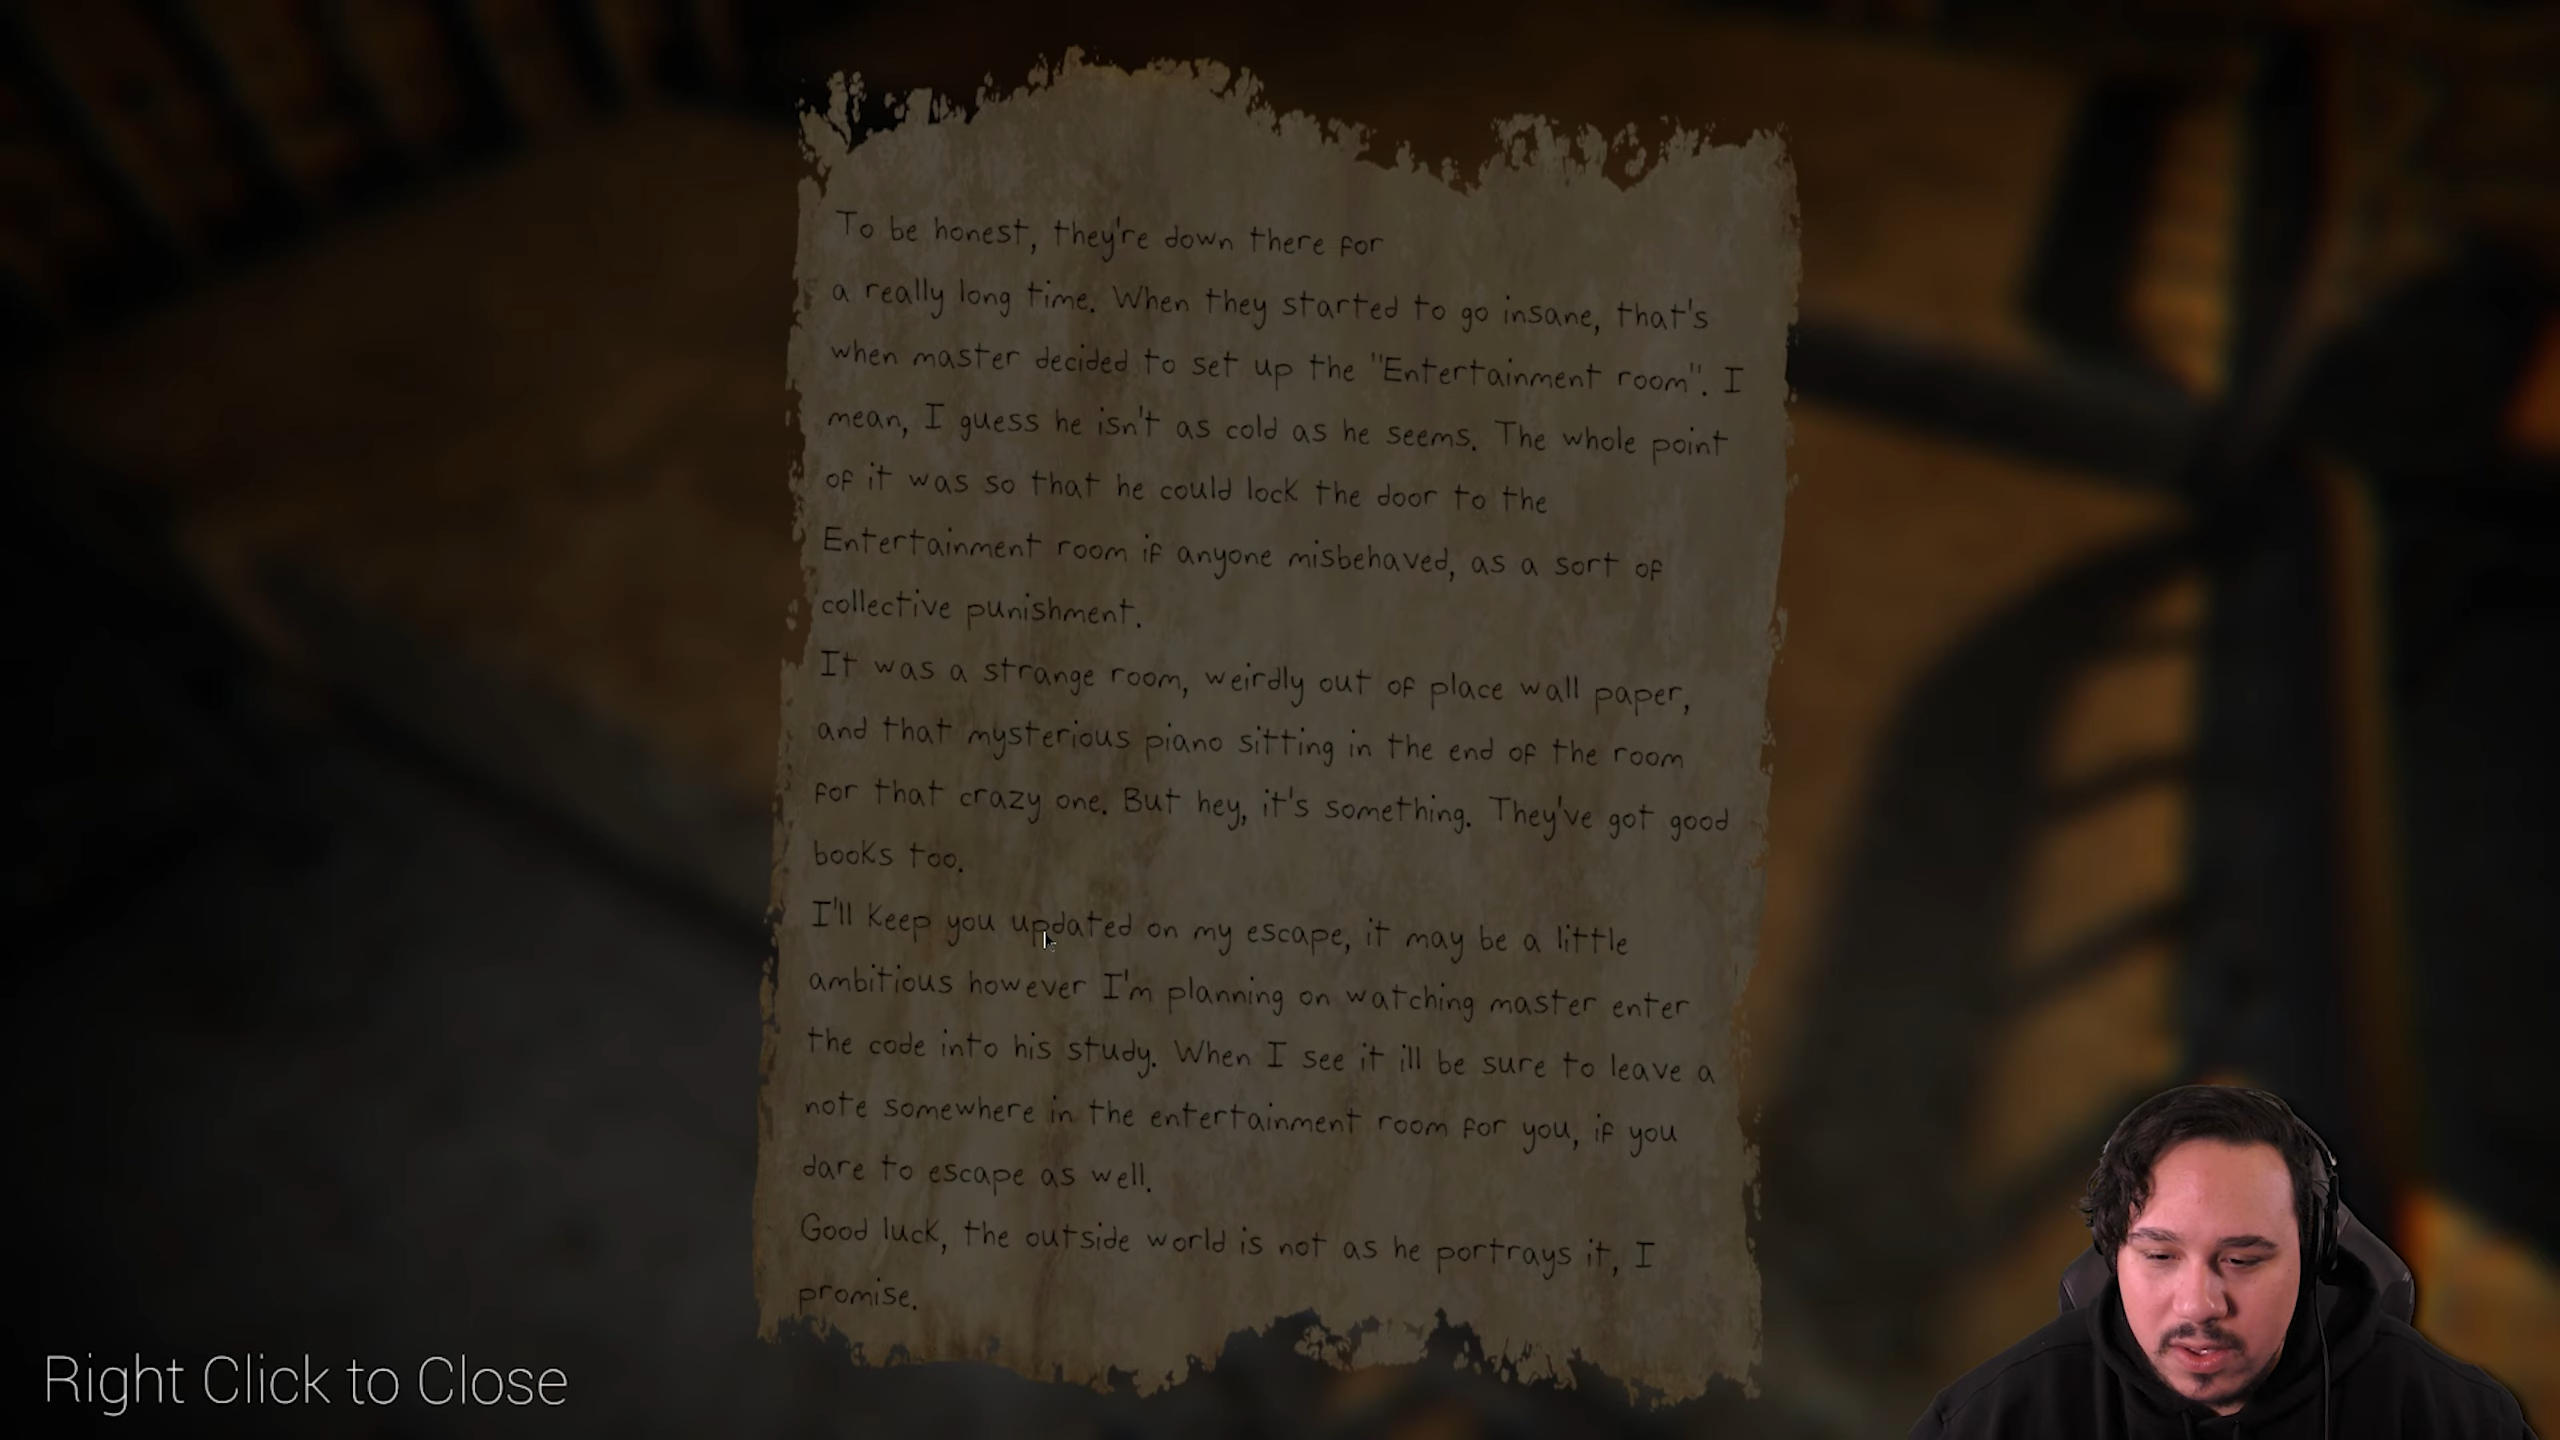 To be honest, they're down there for
a really long time. When they started to go insane, that's
when master decided to set up the "Entertainment room". I
mean, I guess he isn't as cold as he seems. The whole point
of it was so that he could lock the door to the
Entertainment room if anyone misbehaved, as a sort of
collective punishment.
It was a strange room, weirdly out of place wall paper,
and that mysterious piano sitting in the end of the room
for that crazy one. But hey, it's something. They've got good
books too.
I'll keep you updated on my escape, it may be a little
ambitious however I'm planning on watching master enter
the code into his study. When I see it ill be sure to leave a
note somewhere in the entertainment room for you, if you
dare to escape as well.
Good luck, the outside world is not as he portrays it, I
promise.
Right Click to Close